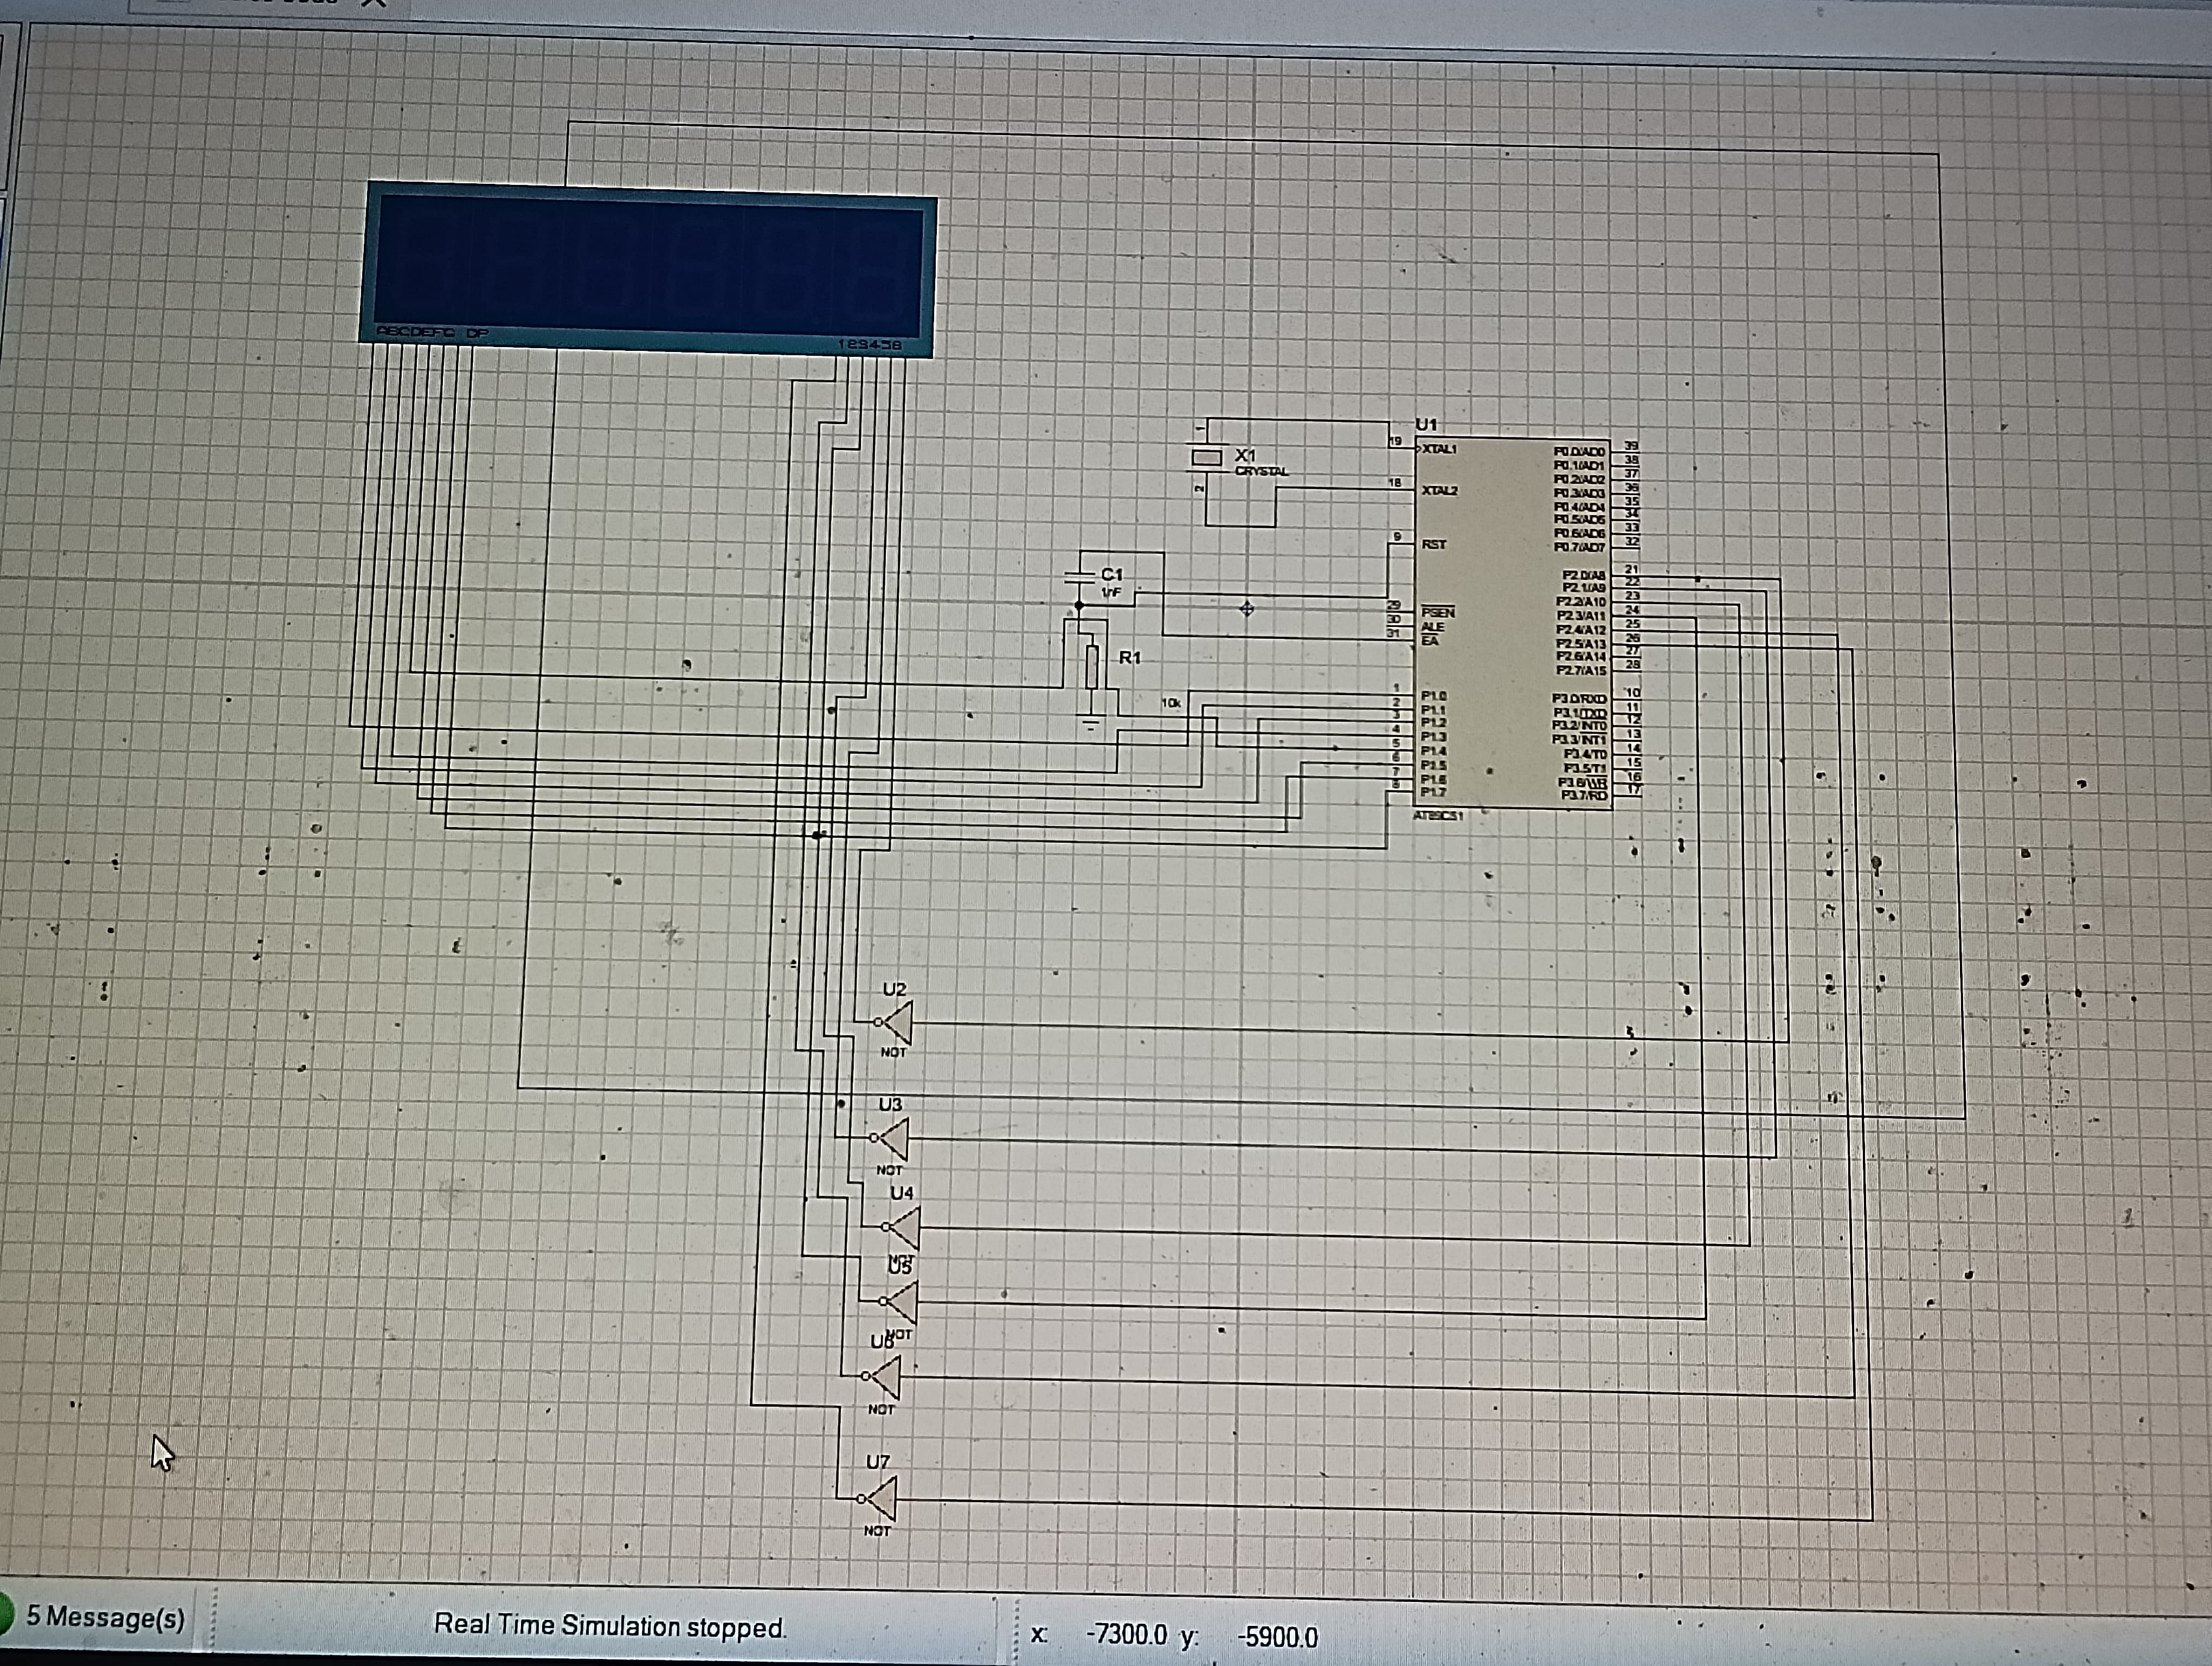 ABCDEFG DP
123456
U1
X1
CRYSTAL
1
2
19
XTAL1
18
XTAL2
9
RST
C1
1nF
29
PSEN
30
ALE
31
EA
R1
10k
1
P1.0
2
P1.1
3
P1.2
4
P1.3
5
P1.4
6
P1.5
7
P1.6
8
P1.7
AT89C51
P0.0/AD0
39
P0.1/AD1
38
P0.2/AD2
37
P0.3/AD3
36
P0.4/AD4
35
P0.5/AD5
34
P0.6/AD6
33
P0.7/AD7
32
P2.0/A8
21
P2.1/A9
22
P2.2/A10
23
P2.3/A11
24
P2.4/A12
25
P2.5/A13
26
P2.6/A14
27
P2.7/A15
28
P3.0/RXD
10
P3.1/TXD
11
P3.2/INT0
12
P3.3/INT1
13
P3.4/T0
14
P3.5/T1
15
P3.6/WR
16
P3.7/RD
17
U2
NOT
U3
NOT
U4
NOT
U5
NOT
U6
NOT
U7
NOT
5 Message(s)
Real Time Simulation stopped.
x: -7300.0 y: -5900.0